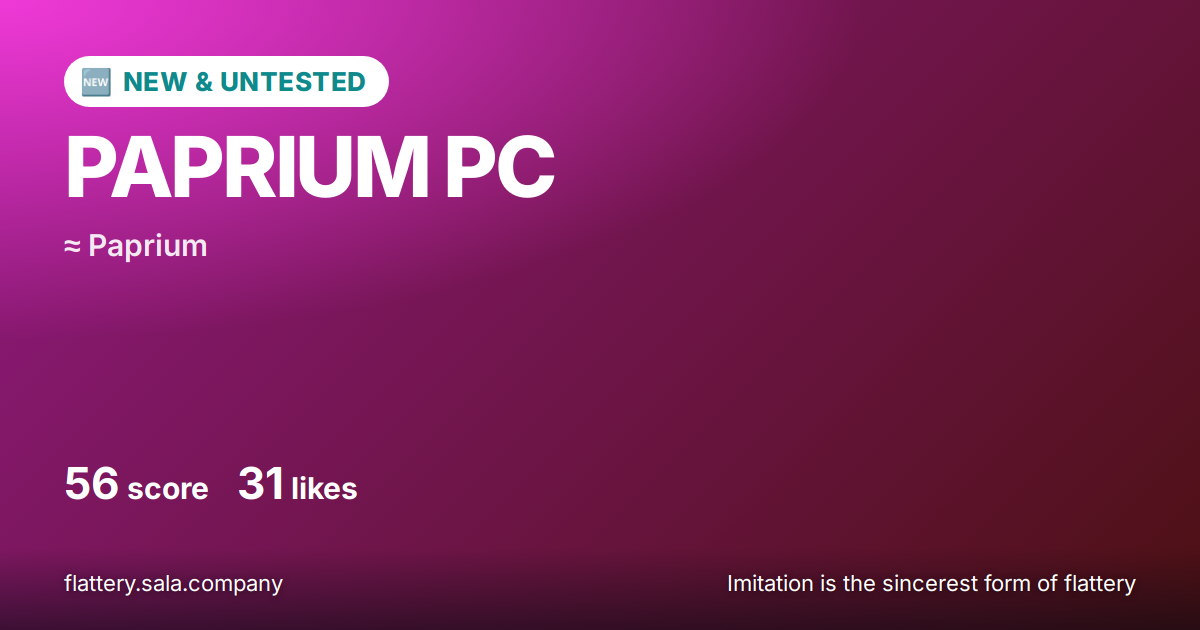 🆕 NEW & UNTESTED
PAPRIUM PC
≈ Paprium
56 score 31 likes
flattery.sala.company
Imitation is the sincerest form of flattery